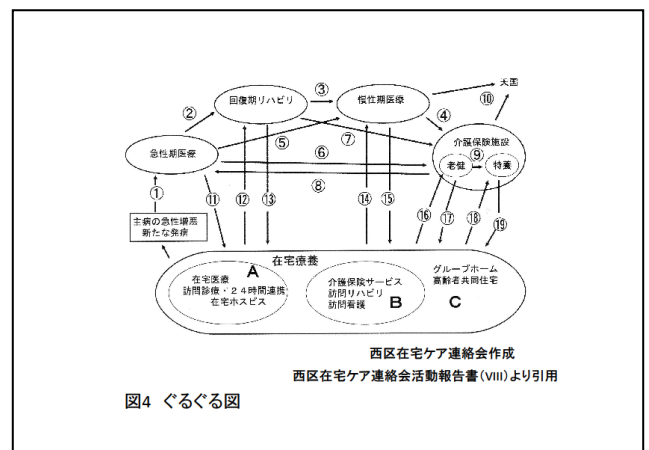 天国
③
回復期リハビリ
慢性期医療
⑩
②
④
⑤
⑦
介護保険施設
急性期医療
⑥
⑨
老健
特養
⑧
①
⑪
⑫
⑬
⑭
⑮
⑯
⑰
⑱
⑲
主病の急性増悪
新たな発病
在宅療養
A
在宅医療
訪問診療・24時間連携
在宅ホスピス
介護保険サービス
訪問リハビリ
訪問看護
B
グループホーム
高齢者共同住宅
C
西区在宅ケア連絡会作成
西区在宅ケア連絡会活動報告書(VIII)より引用
図4 ぐるぐる図